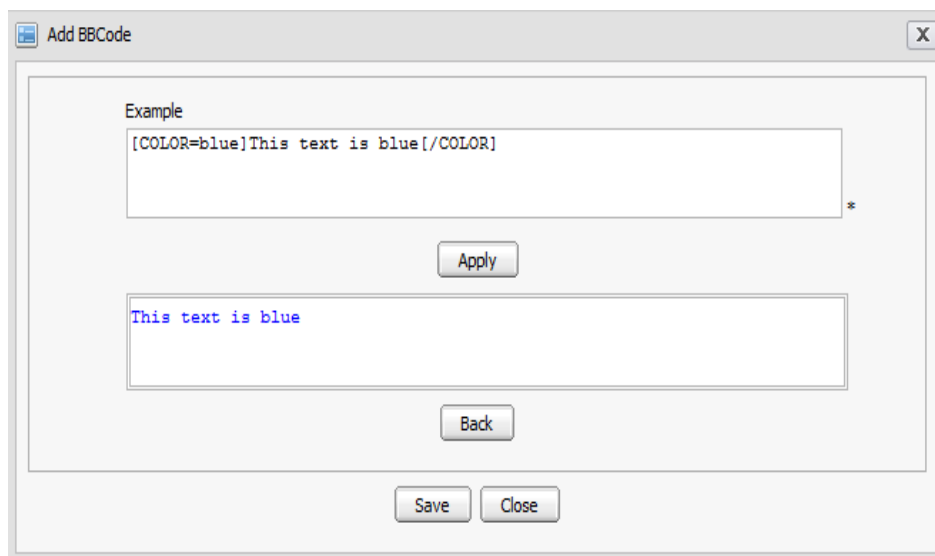 Add BBCode
X
Example
[COLOR=blue]This text is blue[/COLOR]
*
Apply
This text is blue
Back
Save Close